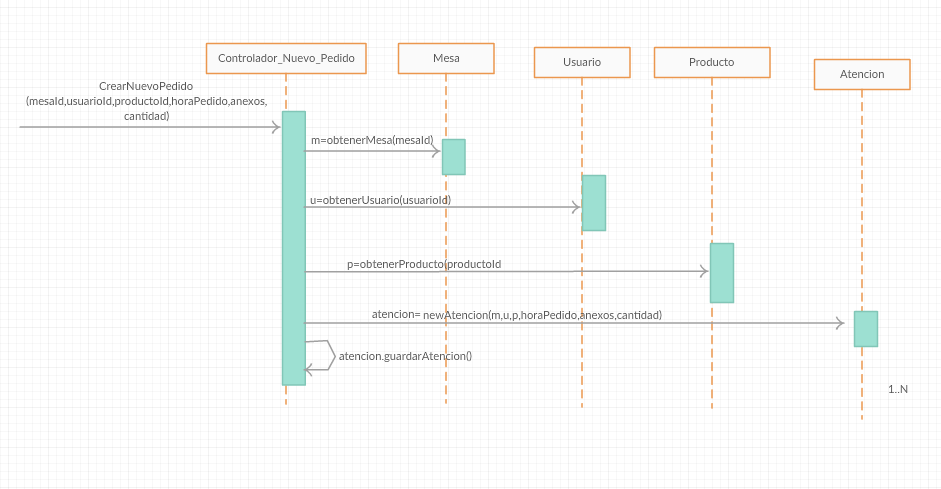 Controlador_Nuevo_Pedido
Mesa
Usuario
Producto
Atencion
CrearNuevoPedido
(mesaId,usuarioId,productoId,horaPedido,anexos,
cantidad)
m=obtenerMesa(mesaId)
u=obtenerUsuario(usuarioId)
p=obtenerProducto(productoId
atencion= newAtencion(m,u,p,horaPedido,anexos,cantidad)
atencion.guardarAtencion()
1..N